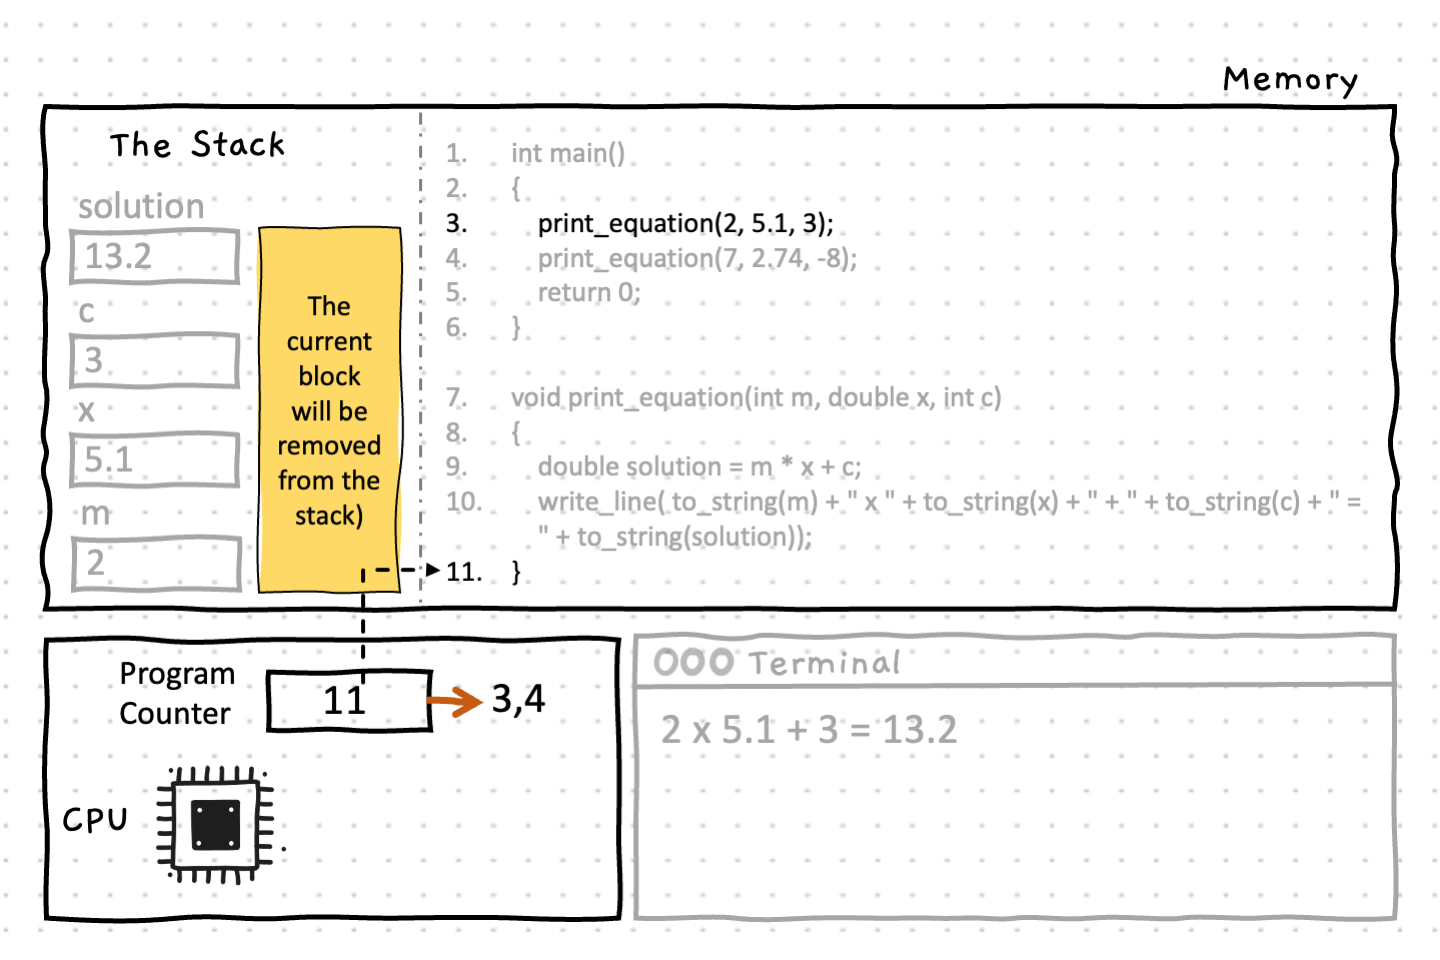 Memory
The Stack
solution
13.2
c
3
x
5.1
m
2
The
current
block
will be
removed
from the
stack)
1. int main()
2. {
3. print_equation(2, 5.1, 3);
4. print_equation(7, 2.74, -8);
5. return 0;
6. }
7. void print_equation(int m, double x, int c)
8. {
9. double solution = m * x + c;
10. write_line( to_string(m) + " x " + to_string(x) + " + " + to_string(c) + " =
" + to_string(solution));
11. }
Program
Counter
11
3,4
CPU
Terminal
2 x 5.1 + 3 = 13.2